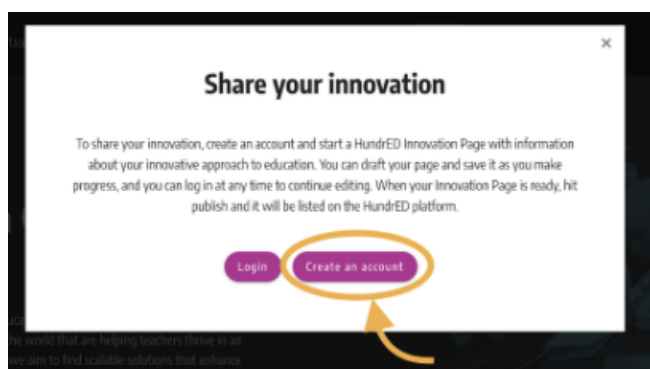 ×
Share your innovation
To share your innovation, create an account and start a HundrED Innovation Page with information
about your innovative approach to education. You can draft your page and save it as you make
progress, and you can log in at any time to continue editing. When your Innovation Page is ready, hit
publish and it will be listed on the HundrED platform.
Login
Create an account
the world that are helping teachers thrive in an
we aim to find scalable solutions that enhance